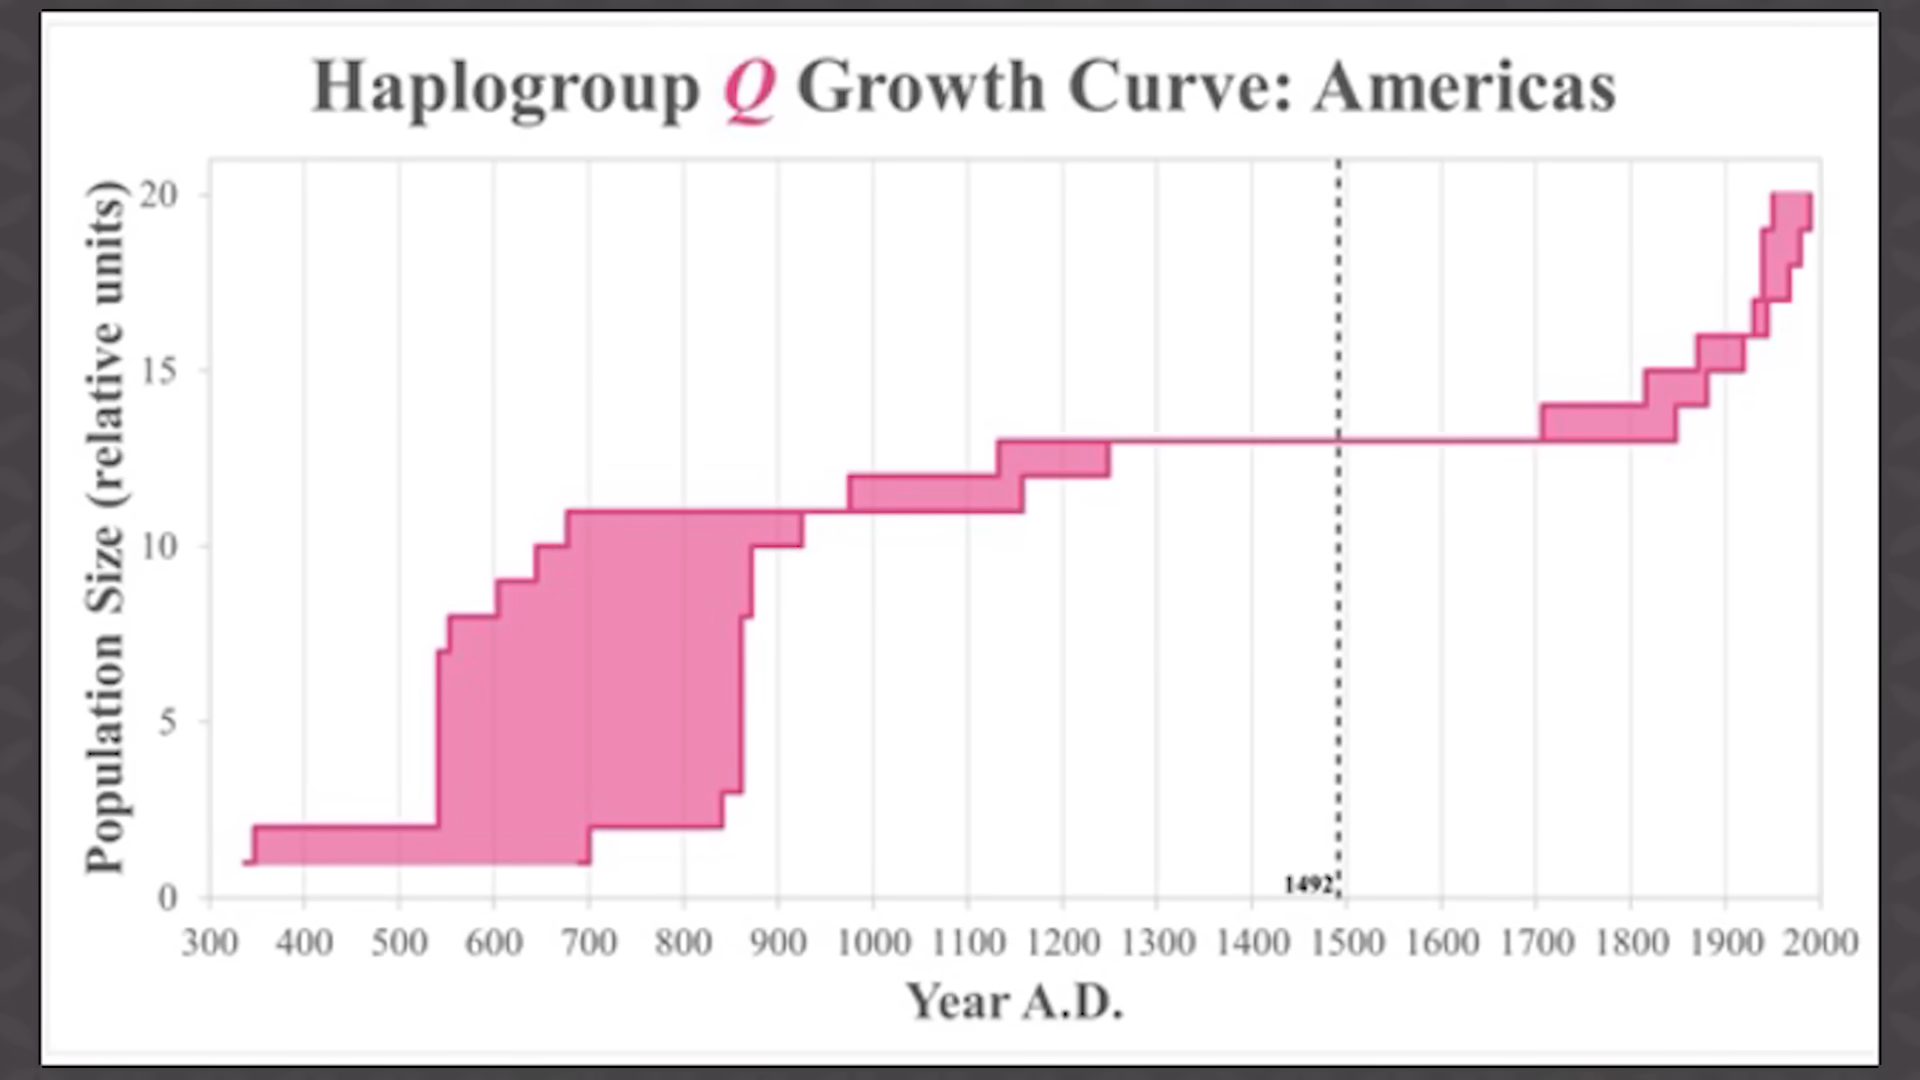 Haplogroup Q Growth Curve: Americas
Population Size (relative units)
20
15
10
5
0
1492
300 400 500 600 700 800 900 1000 1100 1200 1300 1400 1500 1600 1700 1800 1900 2000
Year A.D.